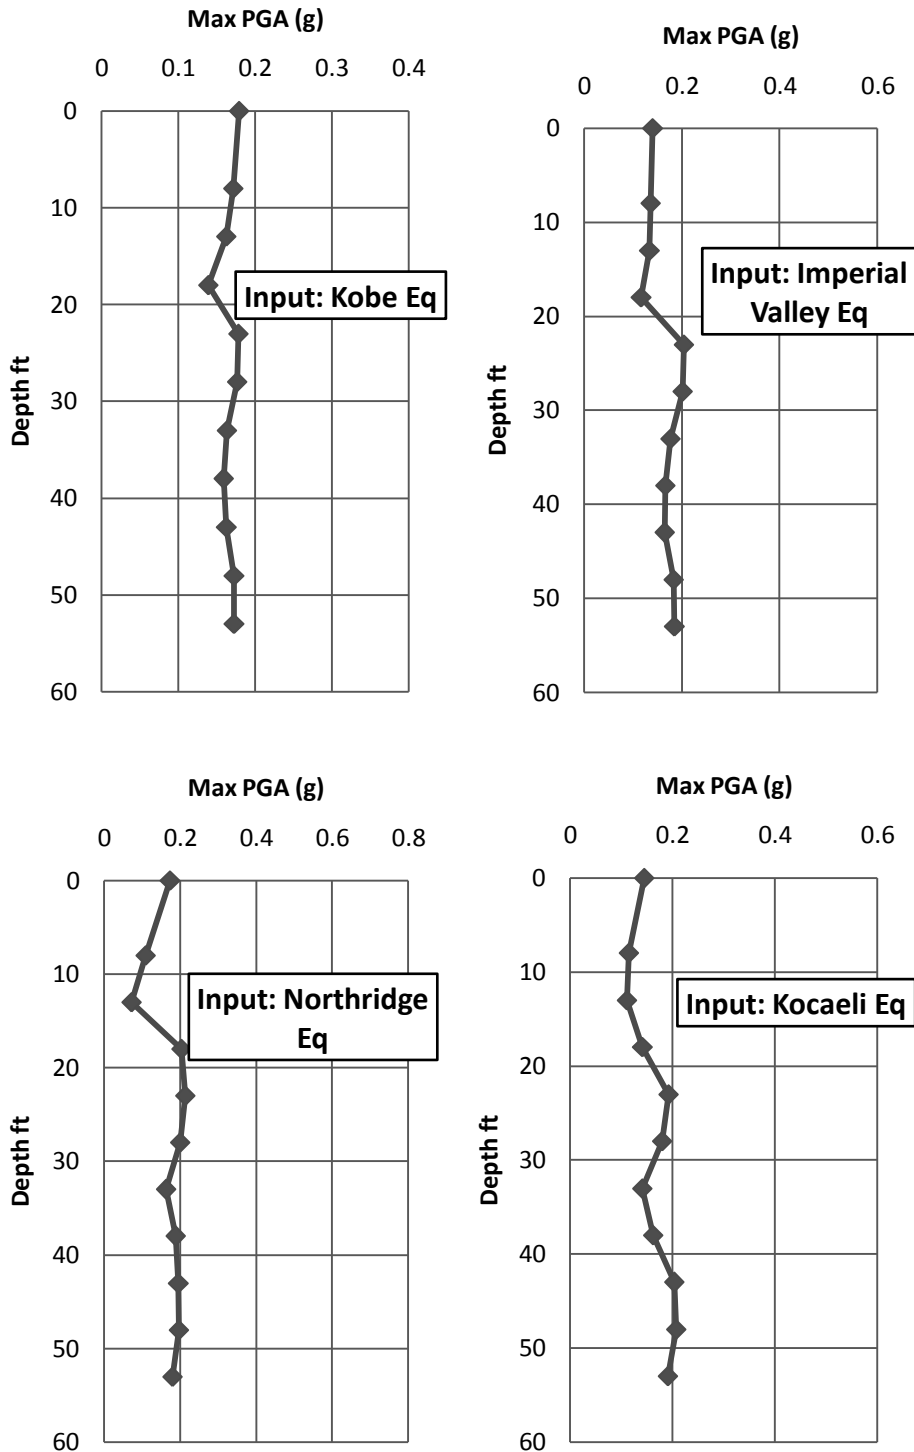 Max PGA (g)
0 0.1 0.2 0.3 0.4
0
10
20
30
40
50
60
Depth ft
Input: Kobe Eq
Max PGA (g)
0 0.2 0.4 0.6
0
10
20
30
40
50
60
Depth ft
Input: Imperial
Valley Eq
Max PGA (g)
0 0.2 0.4 0.6 0.8
0
10
20
30
40
50
60
Depth ft
Input: Northridge
Eq
Max PGA (g)
0 0.2 0.4 0.6
0
10
20
30
40
50
60
Depth ft
Input: Kocaeli Eq